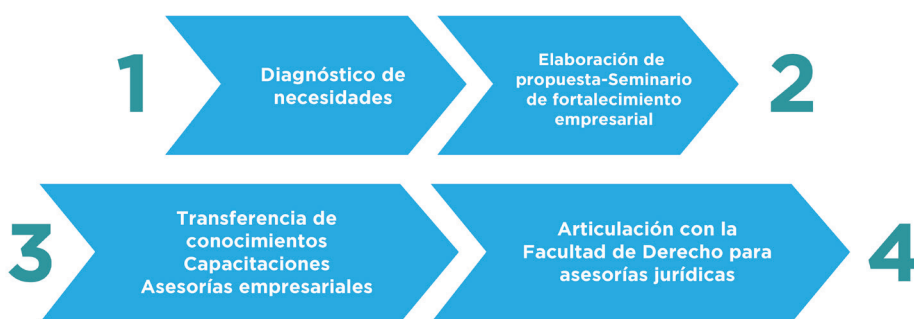 1
Diagnóstico de
necesidades
Elaboración de
propuesta-Seminario
de fortalecimiento
empresarial
2
3
Transferencia de
conocimientos
Capacitaciones
Asesorías empresariales
Articulación con la
Facultad de Derecho para
asesorías jurídicas
4